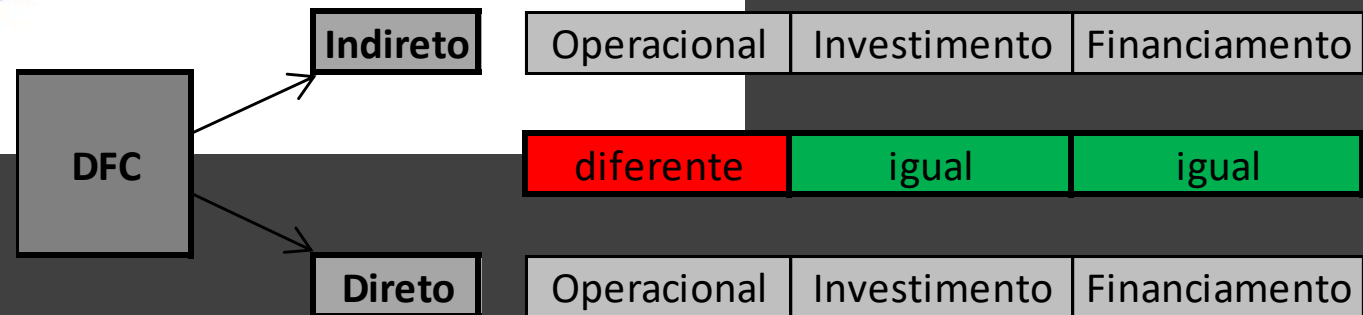 Indireto Operacional Investimento Financiamento
DFC diferente igual igual
Direto Operacional Investimento Financiamento